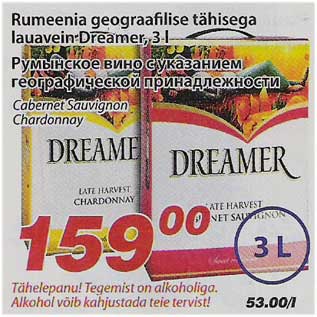 Rumeenia geograafilise tähisega
lauavein:Dreamer, 3 l
Румынское вино с указанием
географической принадлежности
Cabernet Sauvignon
Chardonnay
DREAMER
DREAMER
LATE HARVEST
CHARDONNAY
LATE HARVEST
NET SAUVIGNON
159 00
3 L
Tähelepanu! Tegemist on alkoholiga.
Alkohol võib kahjustada teie tervist!
53.00/l